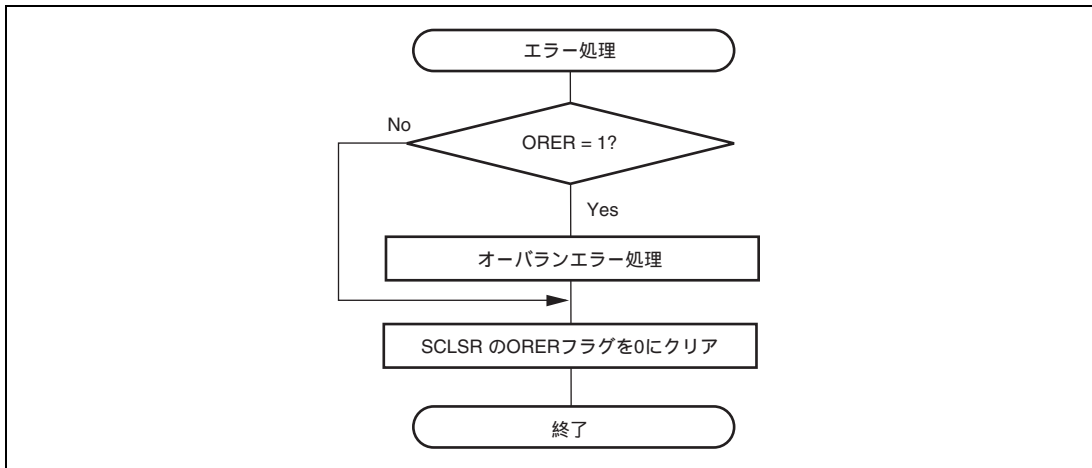 エラー処理
No
ORER = 1?
Yes
オーバランエラー処理
SCLSR のORERフラグを0にクリア
終了